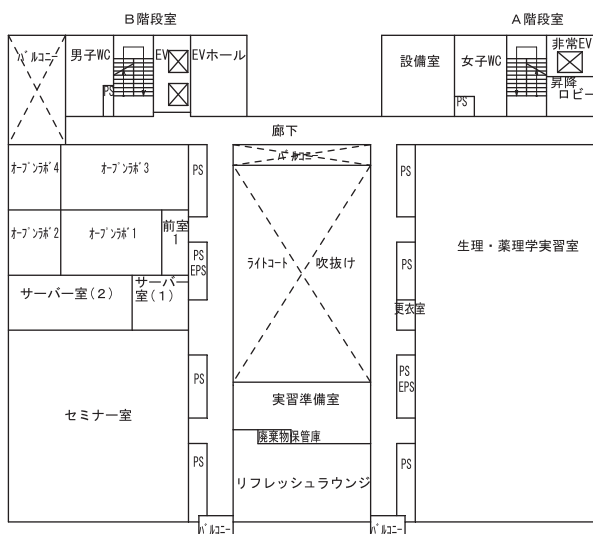 B階段室
A階段室
バルコニー
男子WC
EV
EVホール
設備室
女子WC
非常EV
昇降
ロビー
PS
PS
廊下
バルコニー
オープンラボ4
オープンラボ3
PS
PS
オープンラボ2
オープンラボ1
前室
1
PS
EPS
ライトコート
吹抜け
PS
生理・薬理学実習室
サーバー室(2)
サーバー
室(1)
更衣室
セミナー室
PS
実習準備室
PS
EPS
廃棄物保管庫
PS
リフレッシュラウンジ
PS
バルコニー
バルコニー